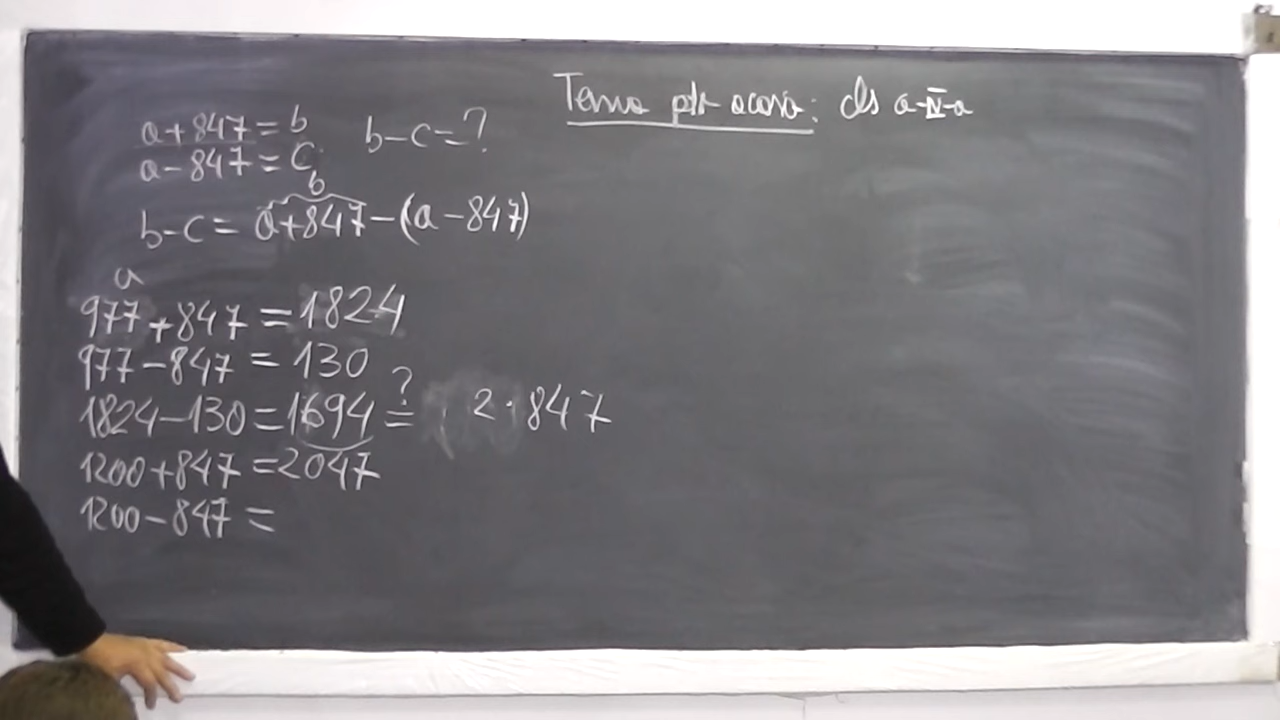 Tema ptr acasă: cls a-IV-a
a+847=b
a-847=c
b-c=?
b
b-c= a+847-(a-847)
a
977+847=1824
977-847=130
?
1824-130=1694= 2·847
1200+847=2047
1200-847=